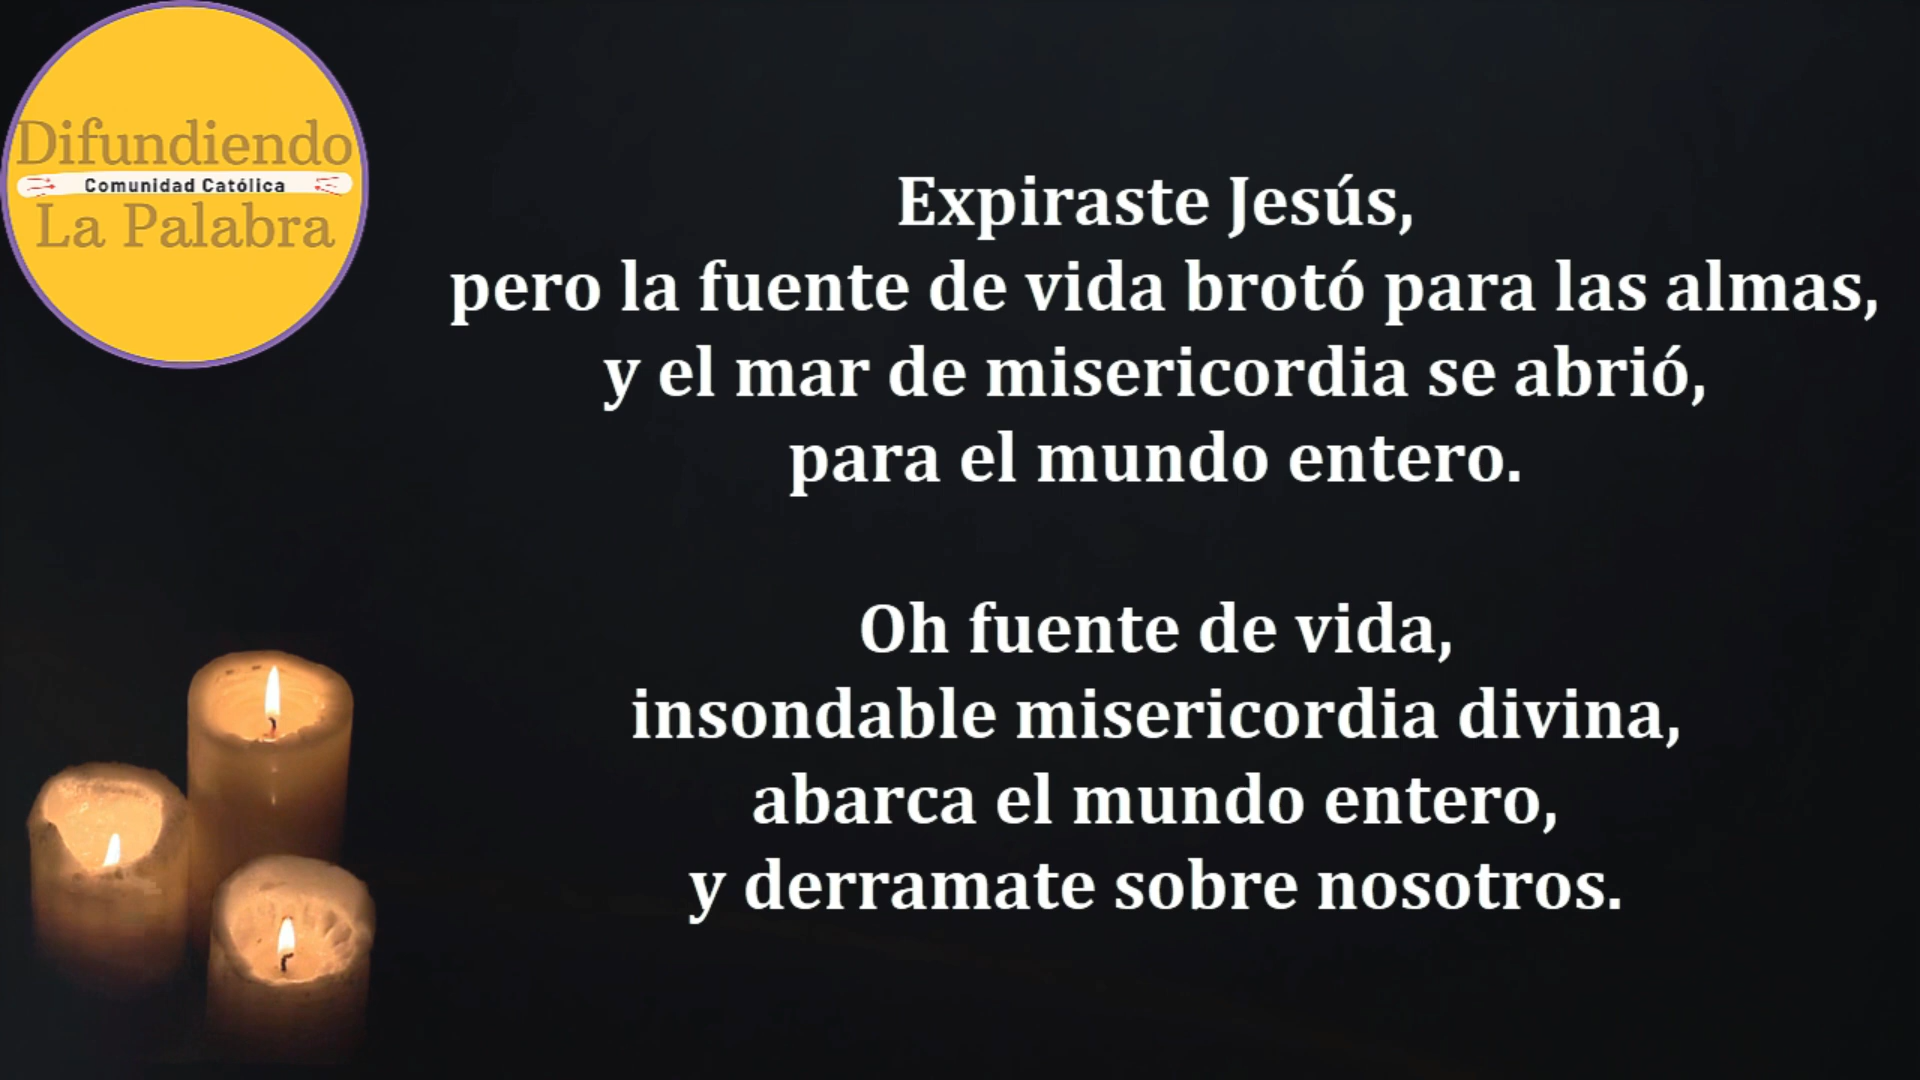 Difundiendo
Comunidad Católica
La Palabra
Expiraste Jesús,
pero la fuente de vida brotó para las almas,
y el mar de misericordia se abrió,
para el mundo entero.
Oh fuente de vida,
insondable misericordia divina,
abarca el mundo entero,
y derramate sobre nosotros.